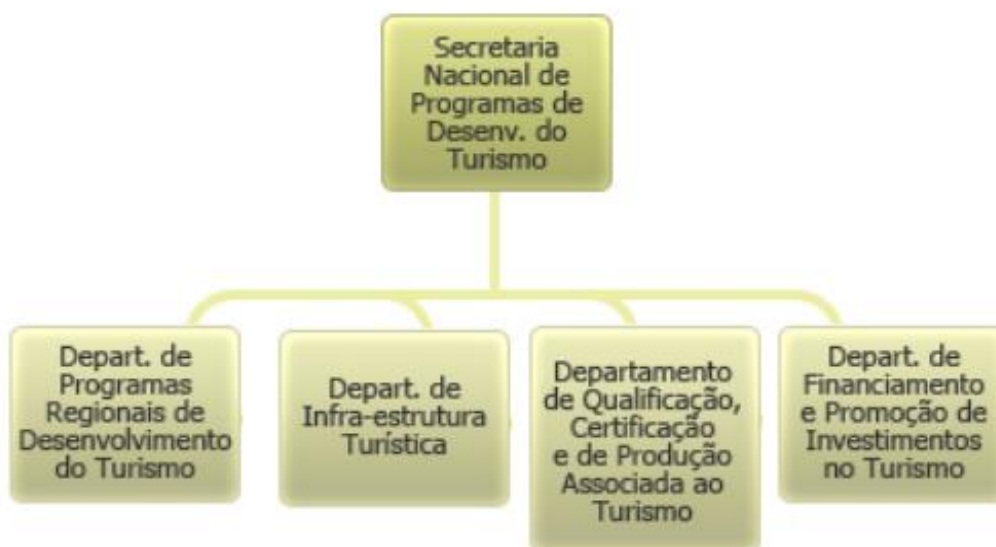 Secretaria
Nacional de
Programas de
Desenv. do
Turismo
Depart. de
Programas
Regionais de
Desenvolvimento
do Turismo
Depart. de
Infra-estrutura
Turística
Departamento
de Qualificação,
Certificação
e de Produção
Associada ao
Turismo
Depart. de
Financiamento
e Promoção de
Investimentos
no Turismo